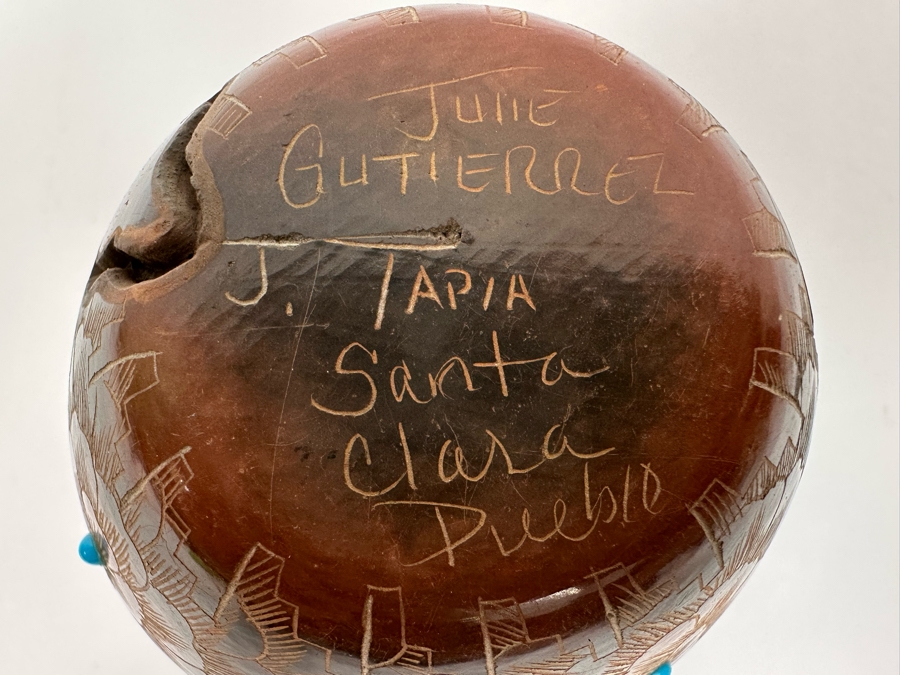 Julie
GUTIERREZ
J. TAPIA
Santa
Clara
Pueblo